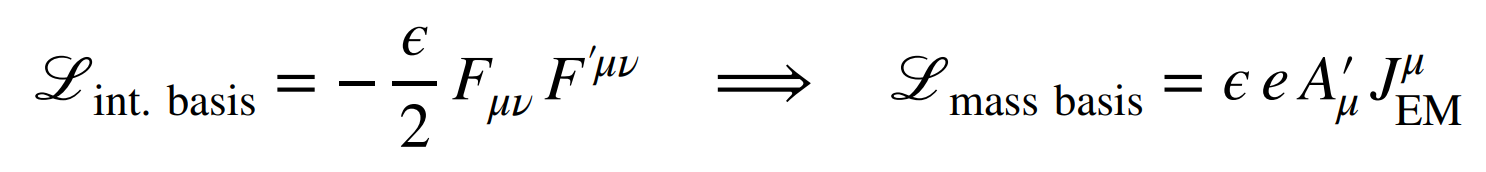 ℒ_int. basis = − ϵ/2 F_μν F′^μν ⟹ ℒ_mass basis = ϵ e A′_μ J^μ_EM